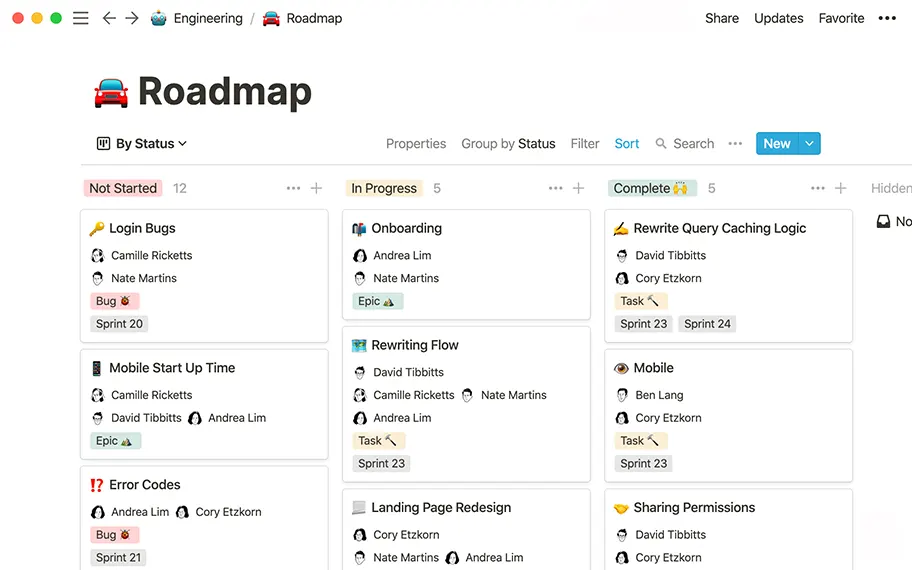 Engineering / Roadmap Share Updates Favorite
Roadmap
By Status Properties Group by Status Filter Sort Search New
Not Started 12
Login Bugs
Camille Ricketts
Nate Martins
Bug
Sprint 20
Mobile Start Up Time
Camille Ricketts
David Tibbitts Andrea Lim
Epic
Error Codes
Andrea Lim Cory Etzkorn
Bug
Sprint 21
In Progress 5
Onboarding
Andrea Lim
Nate Martins
Epic
Rewriting Flow
David Tibbitts
Camille Ricketts Nate Martins
Andrea Lim
Task
Sprint 23
Landing Page Redesign
Cory Etzkorn
Nate Martins Andrea Lim
Complete 5
Rewrite Query Caching Logic
David Tibbitts
Cory Etzkorn
Task
Sprint 23 Sprint 24
Mobile
Ben Lang
Cory Etzkorn
Task
Sprint 23
Sharing Permissions
David Tibbitts
Cory Etzkorn
Hidden
No